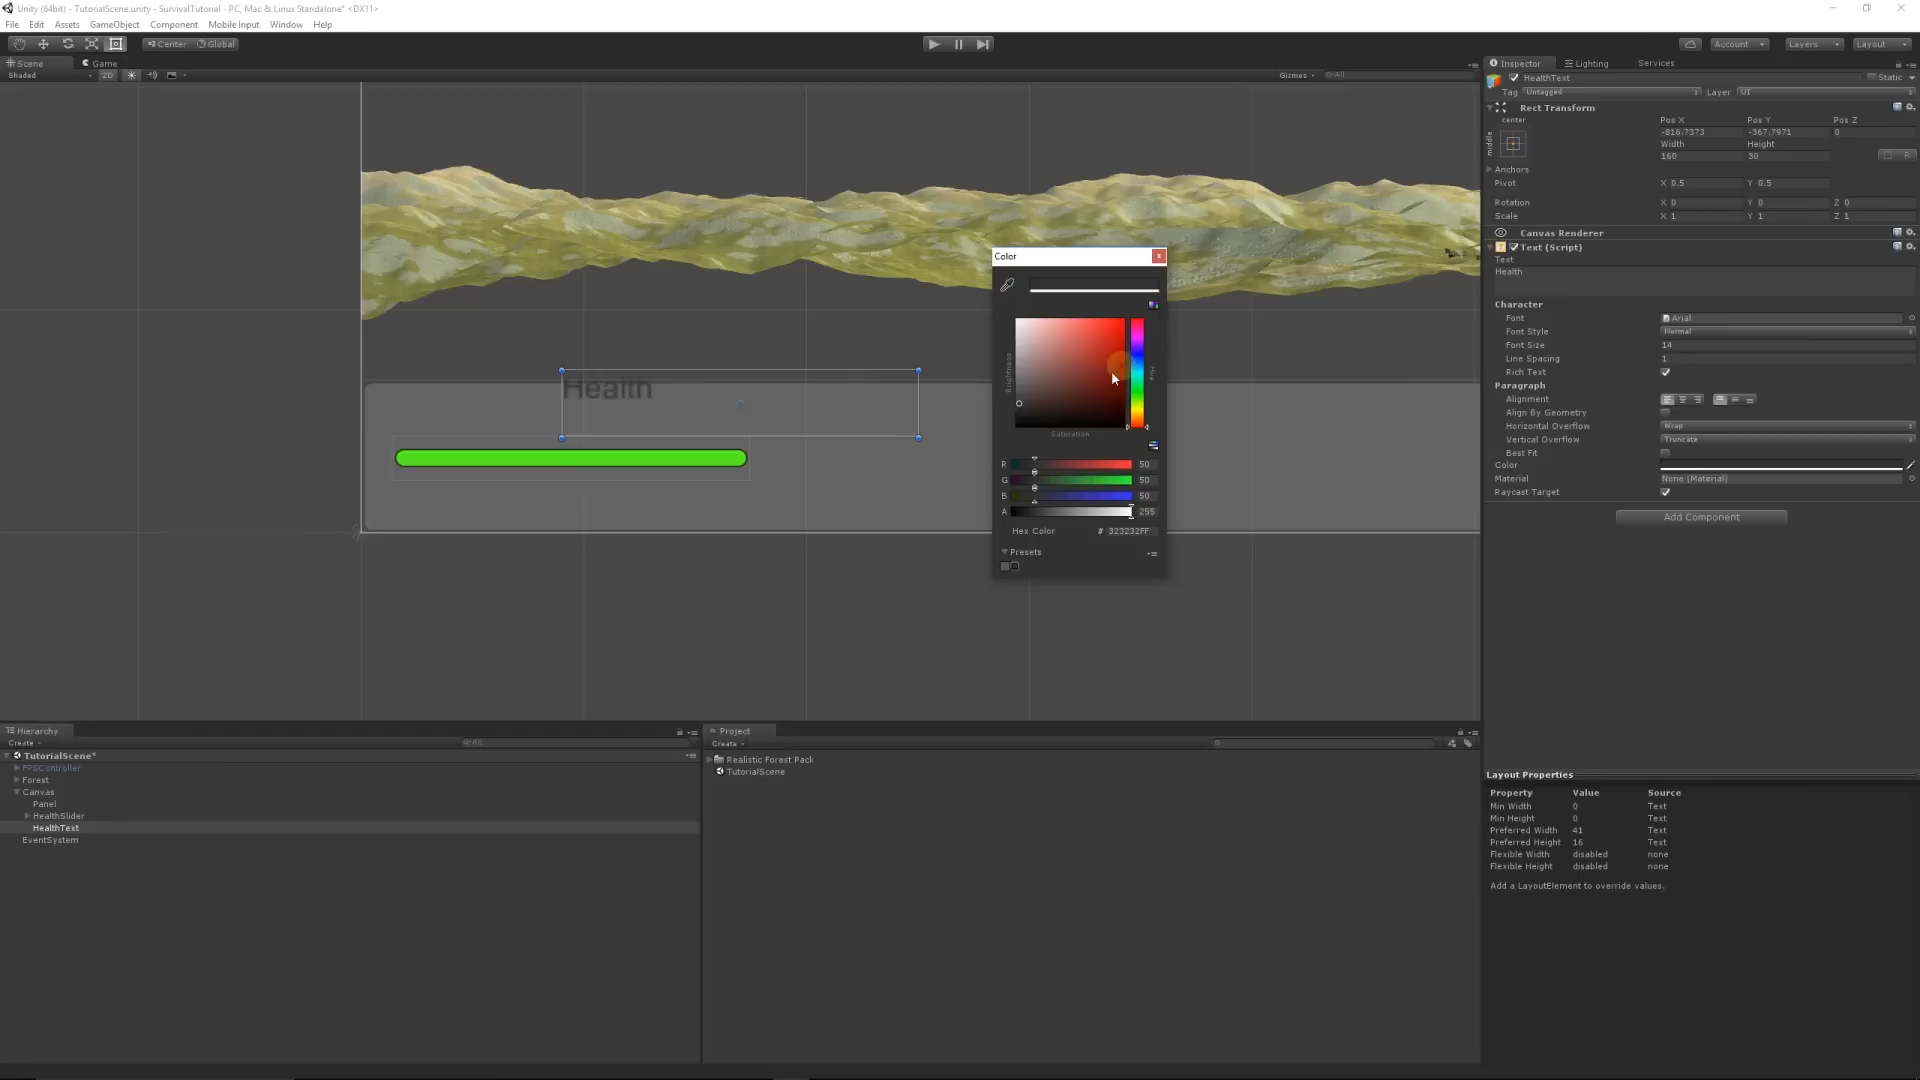 Unity (64bit) - TutorialScene.unity - SurvivalTutorial - PC, Mac & Linux Standalone* <DX11>
File Edit Assets GameObject Component Mobile Input Window Help
Center Global Account Layers Layout
Scene Game Inspector Lighting Services
Shaded 2D Gizmos All
HealthText Static
Tag Untagged Layer UI
Rect Transform
center Pos X Pos Y Pos Z
middle -816.7373 -367.7971 0
Width Height
160 30 R
Anchors
Pivot X 0.5 Y 0.5
Rotation X 0 Y 0 Z 0
Scale X 1 Y 1 Z 1
Canvas Renderer
Text (Script)
Text
Health
Character
Font Arial
Font Style Normal
Font Size 14
Line Spacing 1
Rich Text
Paragraph
Alignment
Align By Geometry
Horizontal Overflow Wrap
Vertical Overflow Truncate
Best Fit
Color
Material None (Material)
Raycast Target
Add Component
Health
Color
Brightness
Hue
Saturation
R 50
G 50
B 50
A 255
Hex Color # 323232FF
Presets
Hierarchy
Create All
TutorialScene*
FPSController
Forest
Canvas
Panel
HealthSlider
HealthText
EventSystem
Project
Create
Realistic Forest Pack
TutorialScene
Layout Properties
Property Value Source
Min Width 0 Text
Min Height 0 Text
Preferred Width 41 Text
Preferred Height 16 Text
Flexible Width disabled none
Flexible Height disabled none
Add a LayoutElement to override values.